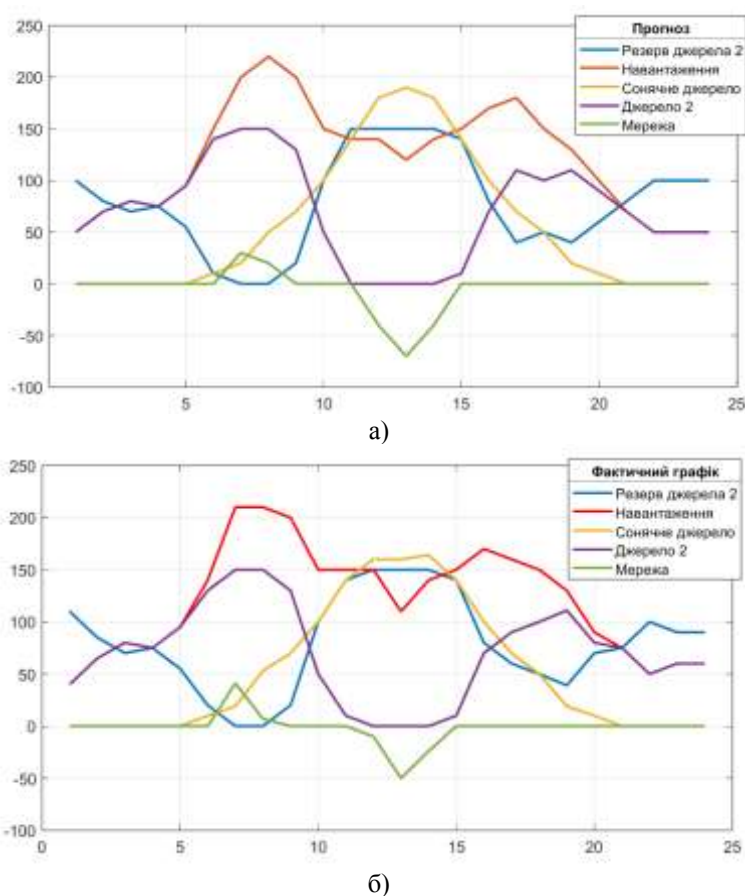 250
200
150
100
50
0
-50
-100
5
10
15
20
25
Прогноз
Резерв джерела 2
Навантаження
Сонячне джерело
Джерело 2
Мережа
а)
250
200
150
100
50
0
-50
-100
0
5
10
15
20
25
Фактичний графік
Резерв джерела 2
Навантаження
Сонячне джерело
Джерело 2
Мережа
б)